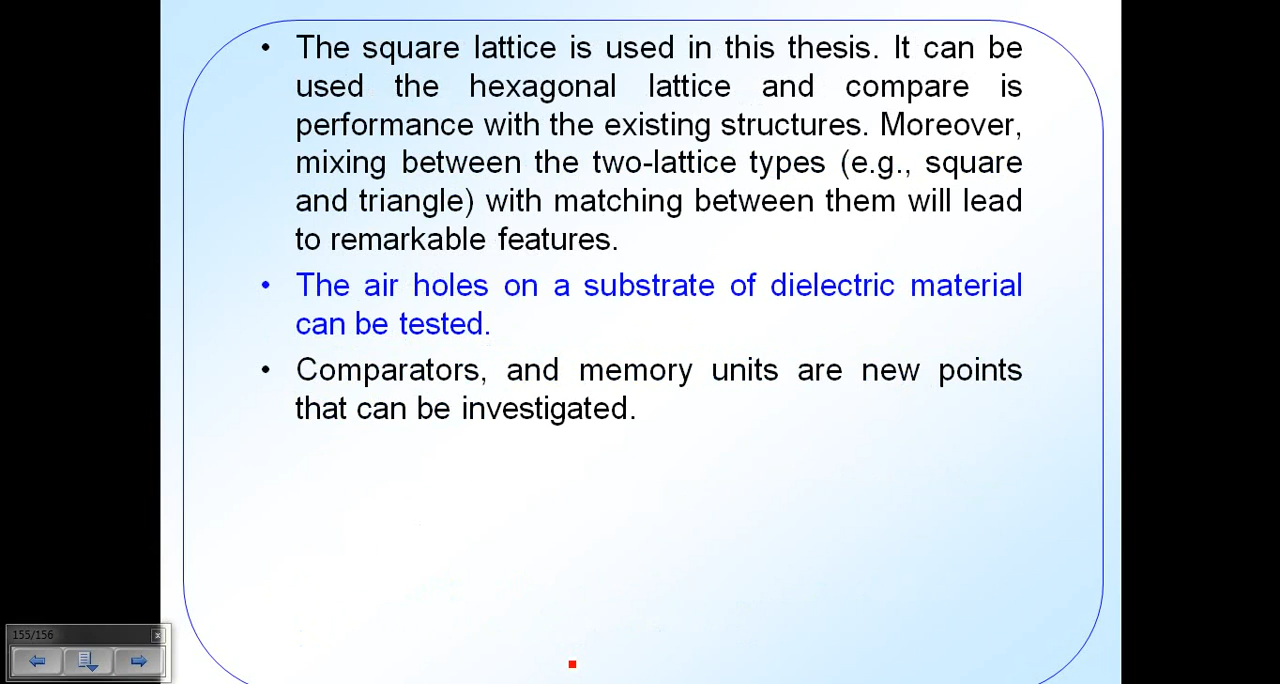 • The square lattice is used in this thesis. It can be
used the hexagonal lattice and compare is
performance with the existing structures. Moreover,
mixing between the two-lattice types (e.g., square
and triangle) with matching between them will lead
to remarkable features.
• The air holes on a substrate of dielectric material
can be tested.
• Comparators, and memory units are new points
that can be investigated.
155/156